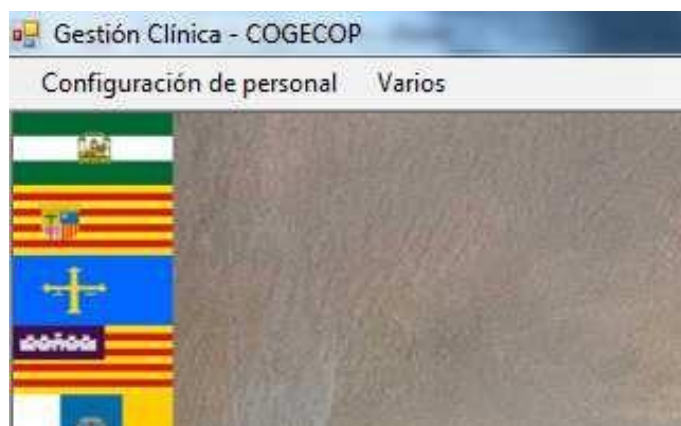 Gestión Clínica - COGECOP
Configuración de personal Varios